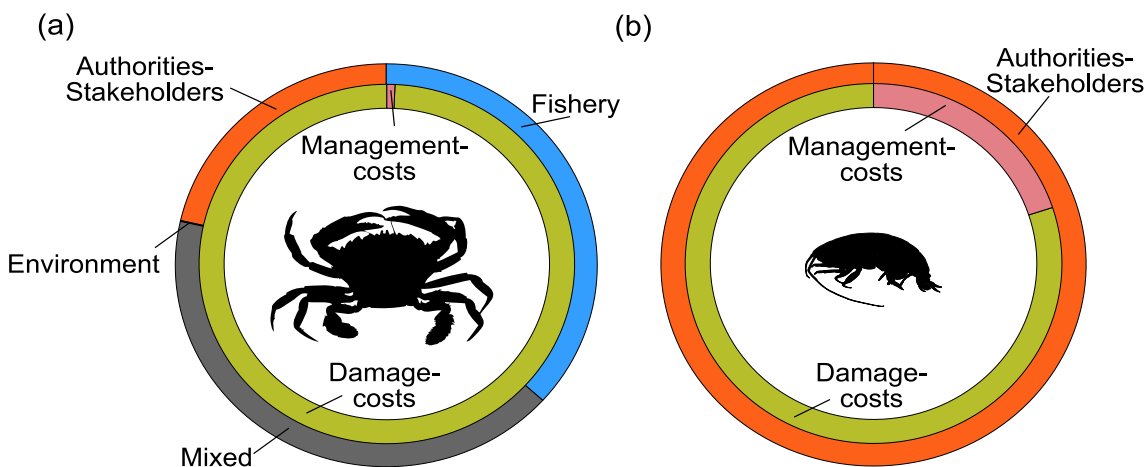 (a)
Authorities-
Stakeholders
Fishery
Management-
costs
Environment
Damage-
costs
Mixed
(b)
Authorities-
Stakeholders
Management-
costs
Damage-
costs